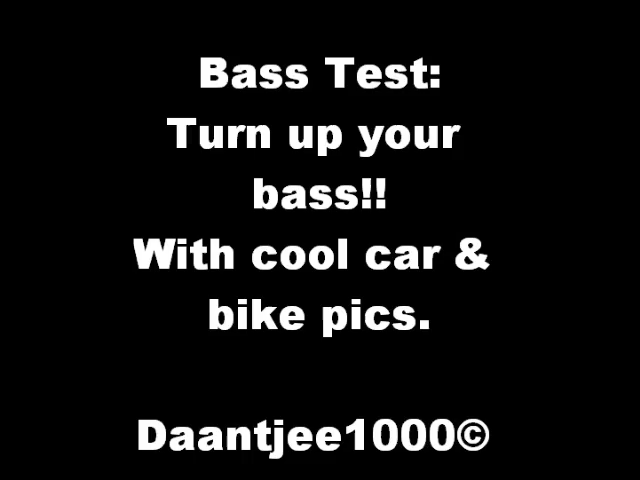 Bass Test:
Turn up your
bass!!
With cool car &
bike pics.
Daantjee1000©